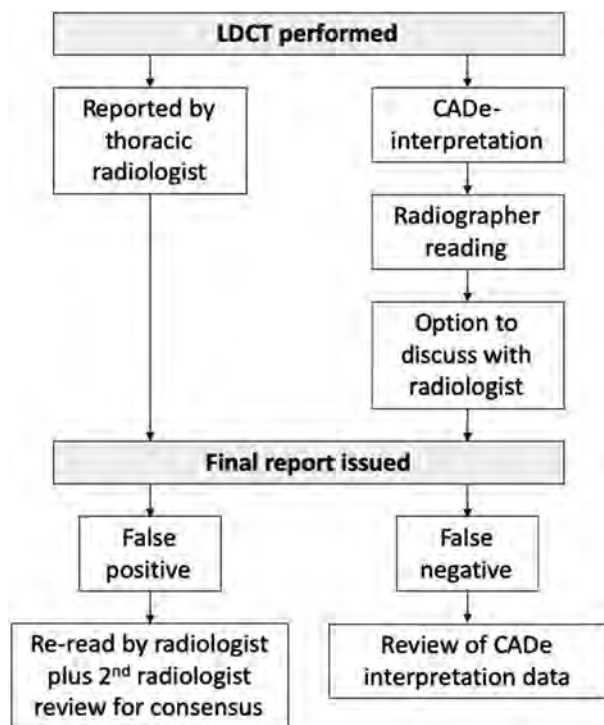 LDCT performed
Reported by
thoracic
radiologist
CADe-
interpretation
Radiographer
reading
Option to
discuss with
radiologist
Final report issued
False
positive
False
negative
Re-read by radiologist
plus 2nd radiologist
review for consensus
Review of CADe
interpretation data